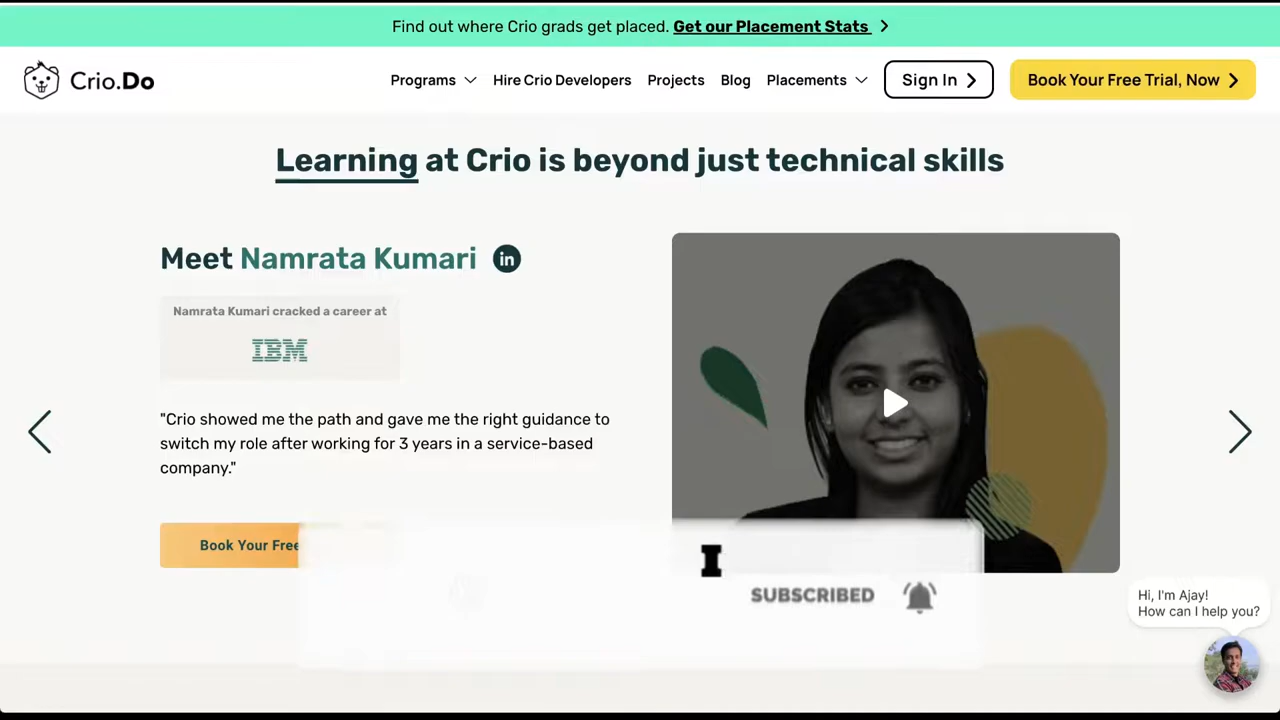 Find out where Crio grads get placed. Get our Placement Stats
Crio.Do
Programs
Hire Crio Developers
Projects
Blog
Placements
Sign In
Book Your Free Trial, Now
Learning at Crio is beyond just technical skills
Meet Namrata Kumari
in
Namrata Kumari cracked a career at
IBM
"Crio showed me the path and gave me the right guidance to
switch my role after working for 3 years in a service-based
company."
Book Your Free
SUBSCRIBED
Hi, I'm Ajay!
How can I help you?